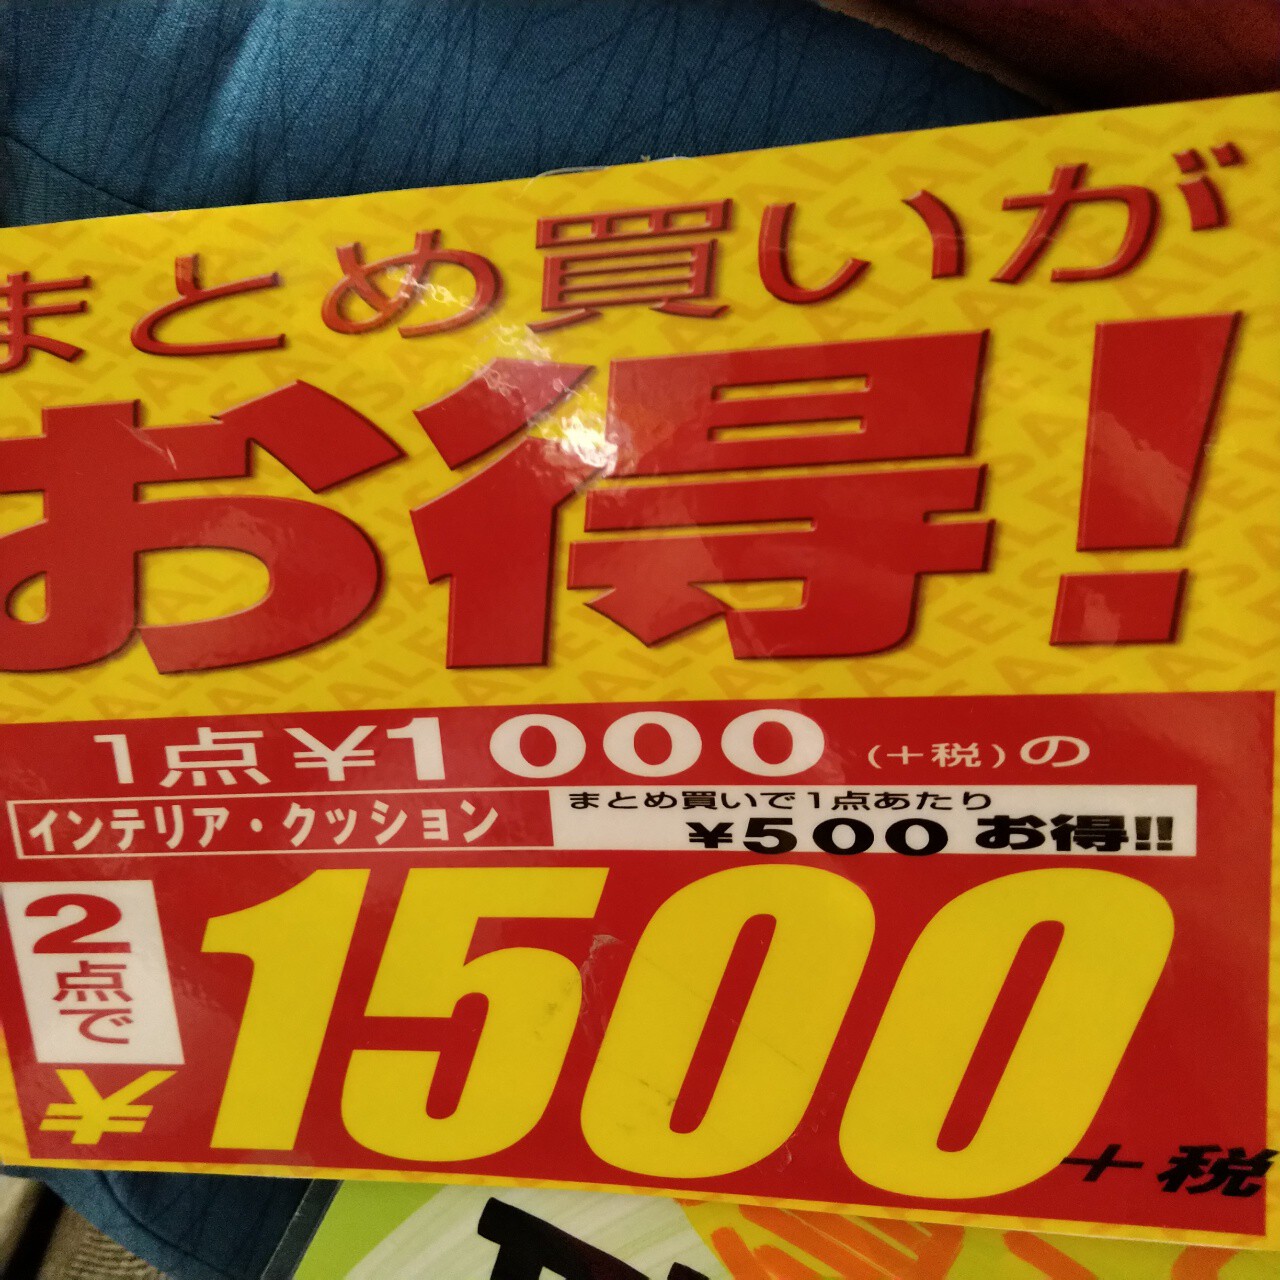 まとめ買いが
お得!
1点¥1000(+税)の
インテリア・クッション
まとめ買いで1点あたり
¥500お得!!
2点で
¥1500+税